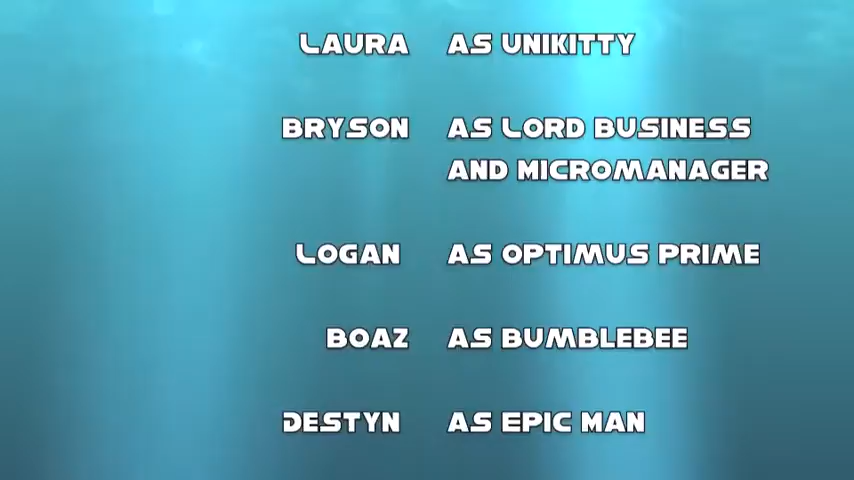 LAURA AS UNIKITTY
BRYSON AS LORD BUSINESS
AND MICROMANAGER
LOGAN AS OPTIMUS PRIME
BOAZ AS BUMBLEBEE
DESTYN AS EPIC MAN